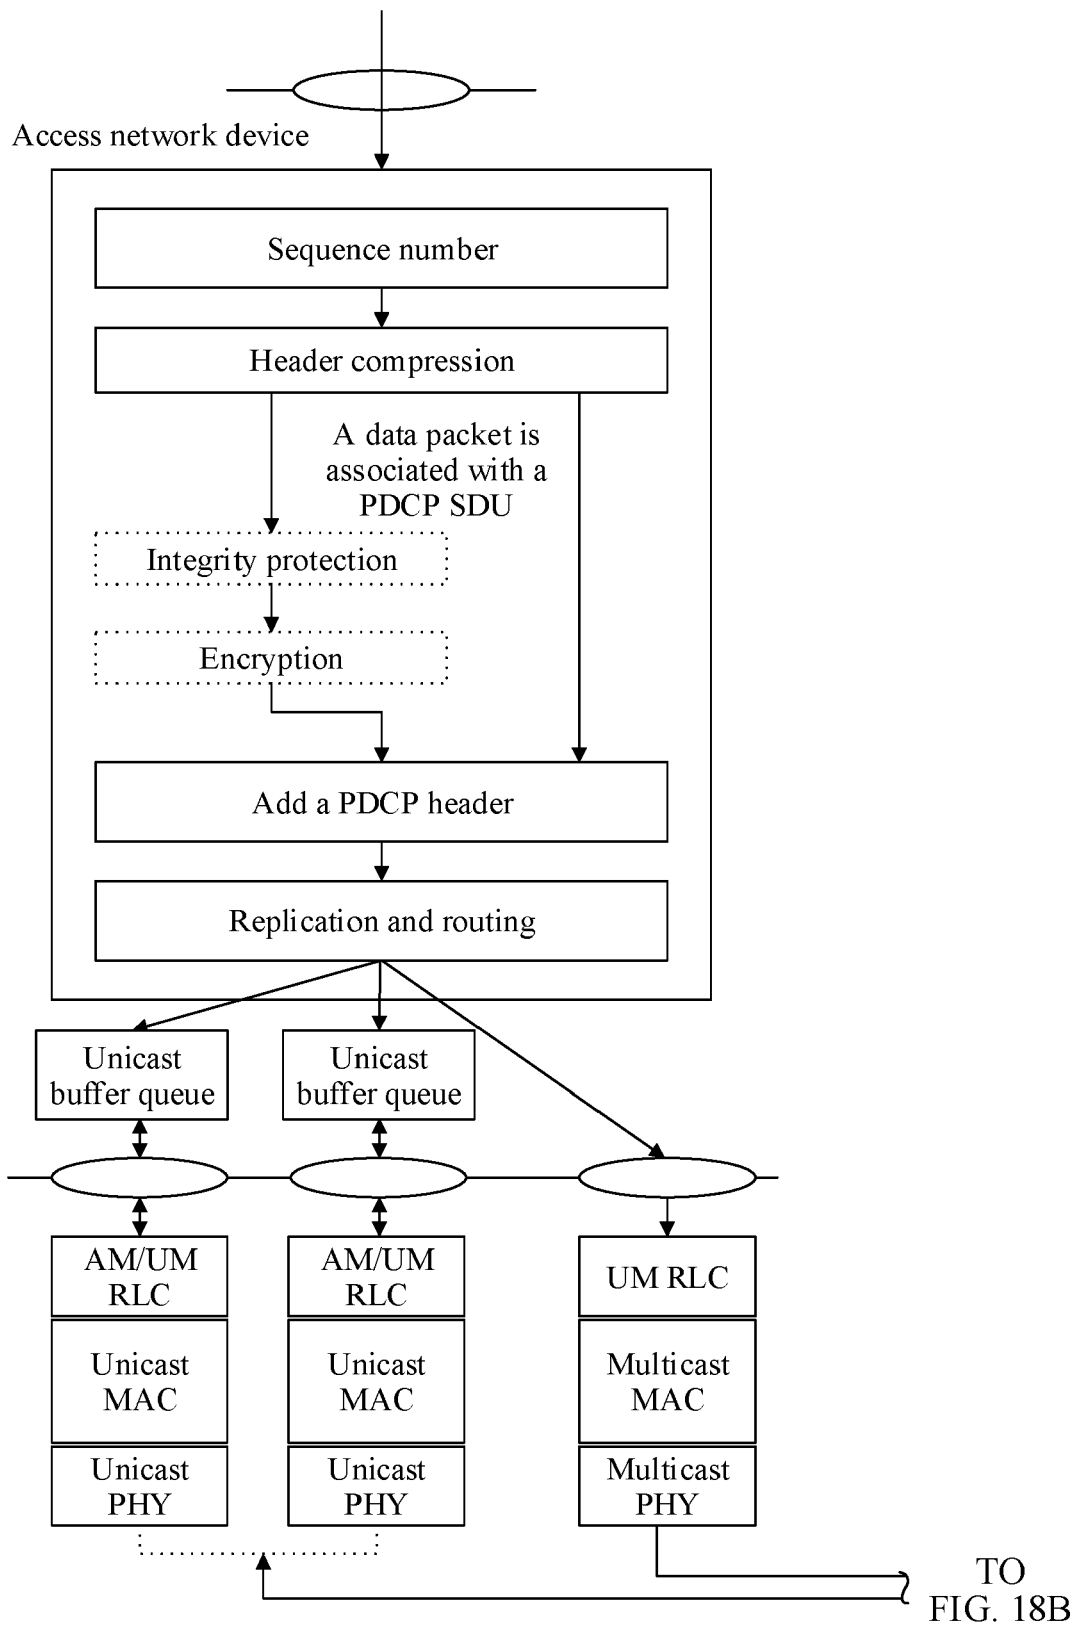 Access network device
Sequence number
Header compression
A data packet is
associated with a
PDCP SDU
Integrity protection
Encryption
Add a PDCP header
Replication and routing
Unicast
buffer queue
Unicast
buffer queue
AM/UM
RLC
AM/UM
RLC
UM RLC
Unicast
MAC
Unicast
MAC
Multicast
MAC
Unicast
PHY
Unicast
PHY
Multicast
PHY
TO
FIG. 18B